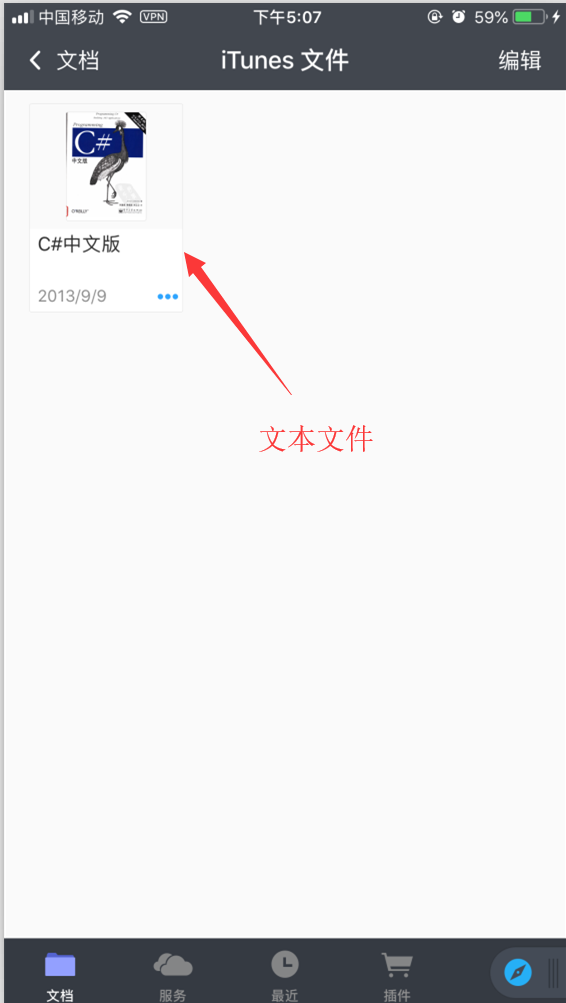 中国移动 VPN 下午5:07 59%
文档 iTunes 文件 编辑
Programming
C#
中文版
O'REILLY
C#中文版
2013/9/9
文本文件
文档 服务 最近 插件